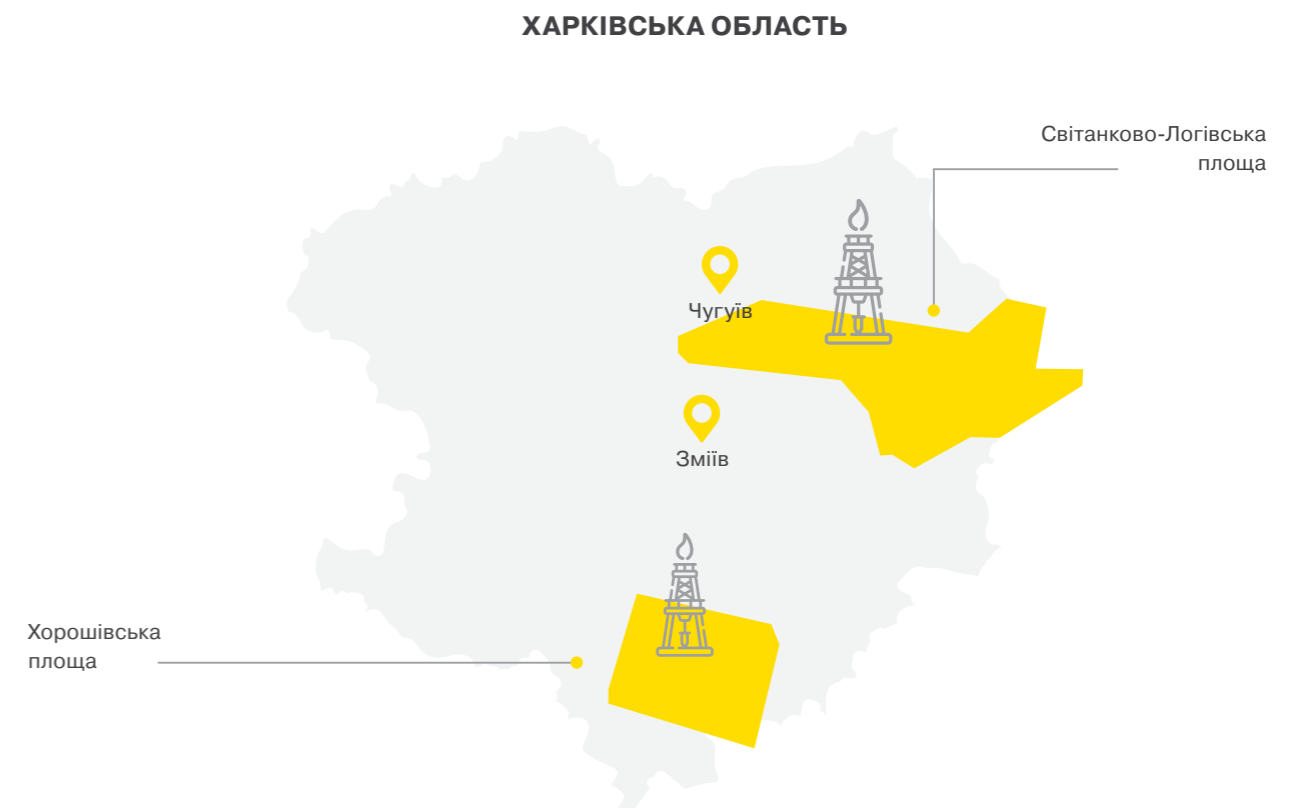 ХАРКІВСЬКА ОБЛАСТЬ
Світанково-Логівська
площа
Чугуїв
Зміїв
Хорошівська
площа